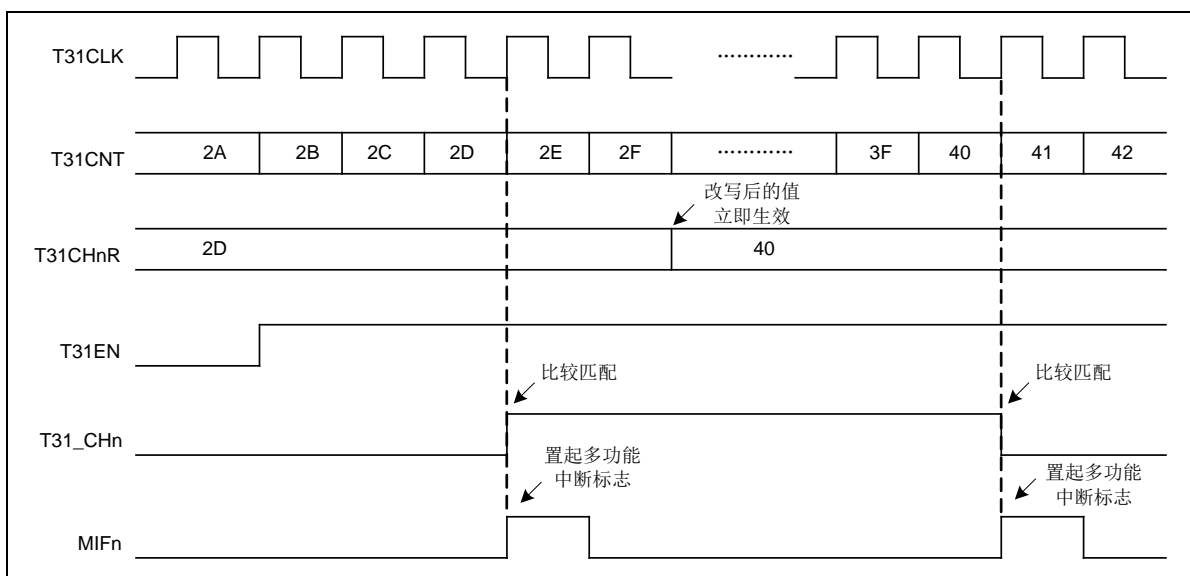 T31CLK
…………
T31CNT 2A 2B 2C 2D 2E 2F ………… 3F 40 41 42
改写后的值
立即生效
T31CHnR 2D 40
T31EN
比较匹配 比较匹配
T31_CHn
置起多功能
中断标志
置起多功能
中断标志
MIFn